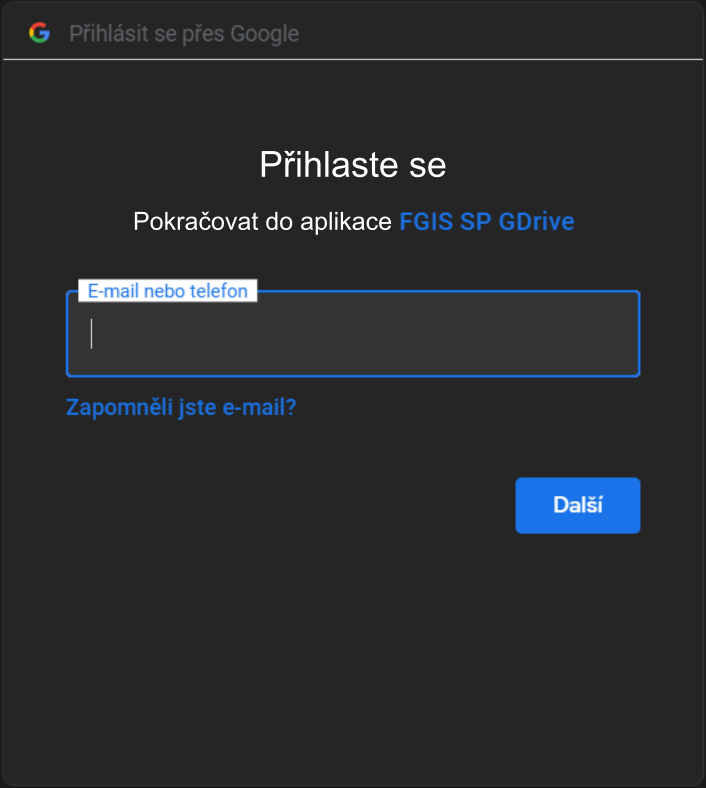 Přihlásit se přes Google
Přihlaste se
Pokračovat do aplikace FGIS SP GDrive
E-mail nebo telefon
Zapomněli jste e-mail?
Další